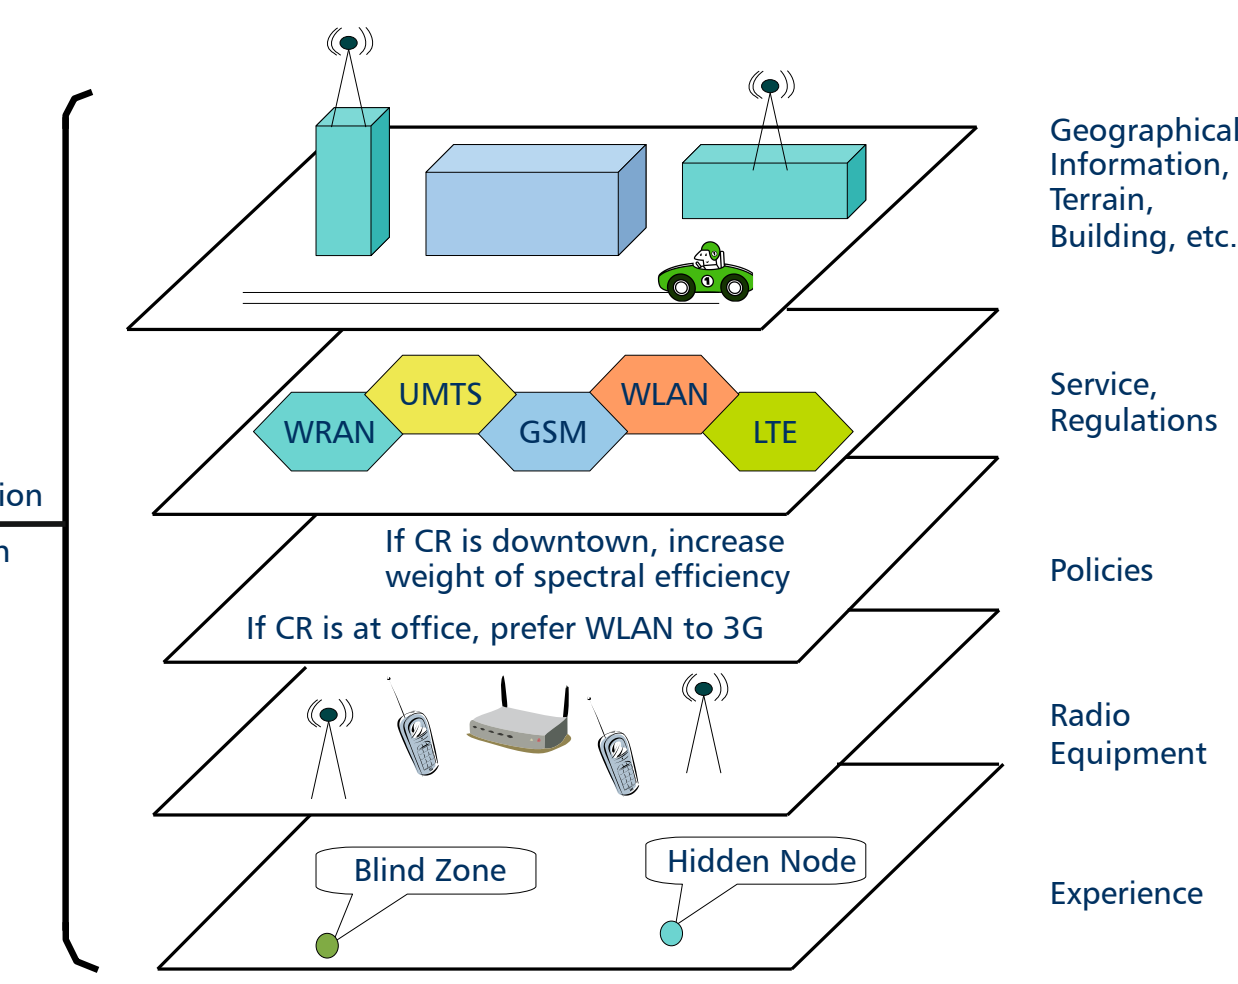 Geographical
Information,
Terrain,
Building, etc.
1
UMTS
WLAN
WRAN
GSM
LTE
Service,
Regulations
ion
n
If CR is downtown, increase
weight of spectral efficiency
If CR is at office, prefer WLAN to 3G
Policies
Radio
Equipment
Blind Zone
Hidden Node
Experience